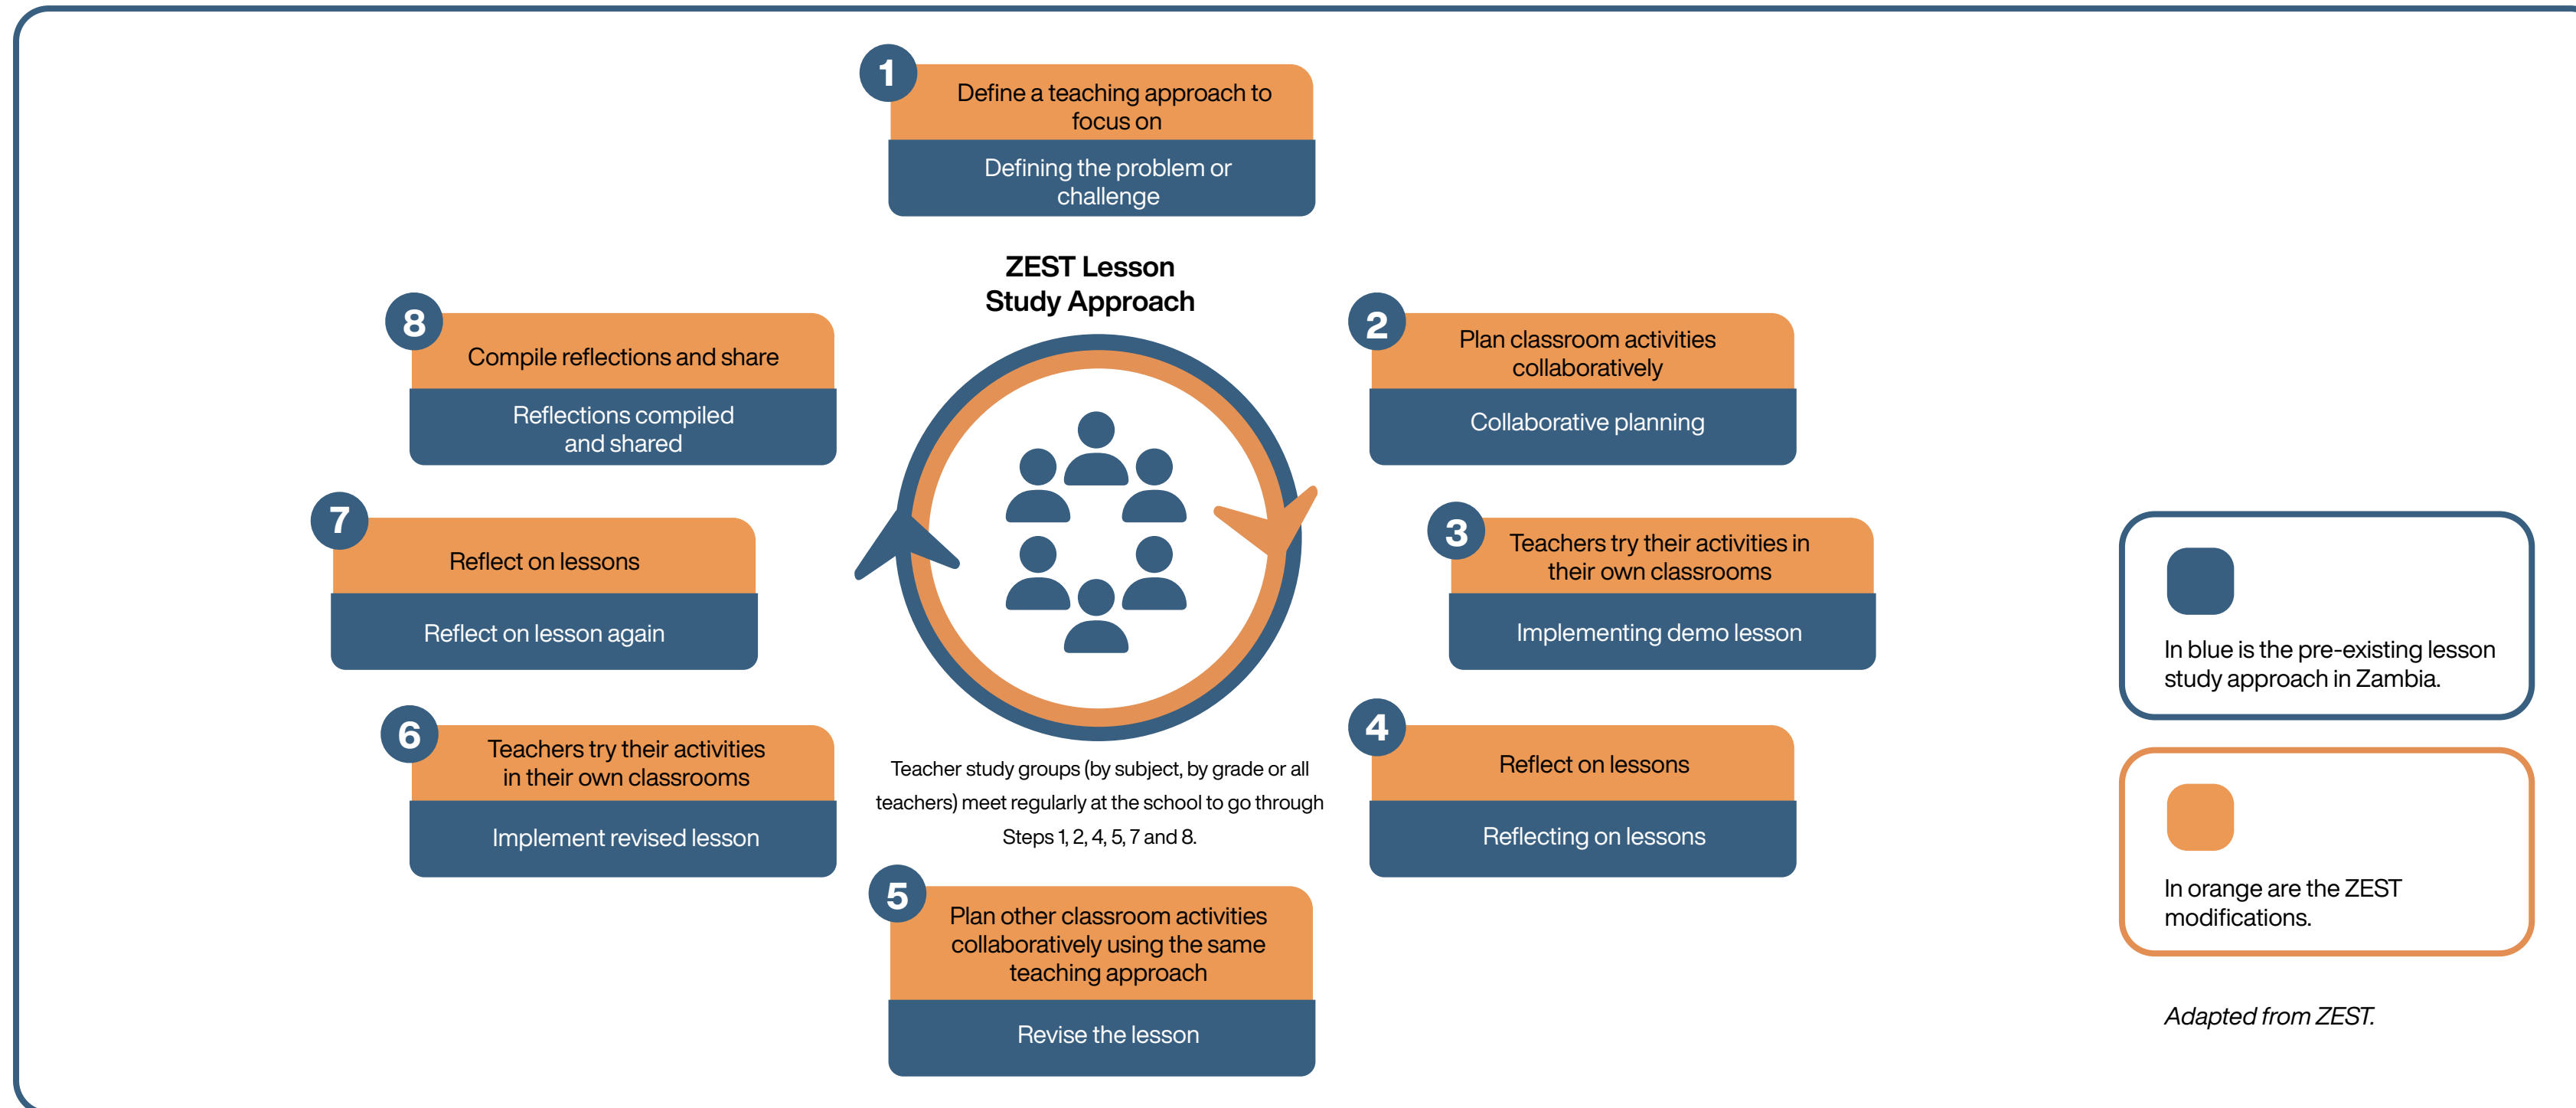 1
Define a teaching approach to
focus on
Defining the problem or
challenge
ZEST Lesson
Study Approach
2
Plan classroom activities
collaboratively
Collaborative planning
3
Teachers try their activities in
their own classrooms
Implementing demo lesson
4
Reflect on lessons
Reflecting on lessons
5
Plan other classroom activities
collaboratively using the same
teaching approach
Revise the lesson
6
Teachers try their activities
in their own classrooms
Implement revised lesson
7
Reflect on lessons
Reflect on lesson again
8
Compile reflections and share
Reflections compiled
and shared
Teacher study groups (by subject, by grade or all
teachers) meet regularly at the school to go through
Steps 1, 2, 4, 5, 7 and 8.
In blue is the pre-existing lesson
study approach in Zambia.
In orange are the ZEST
modifications.
Adapted from ZEST.